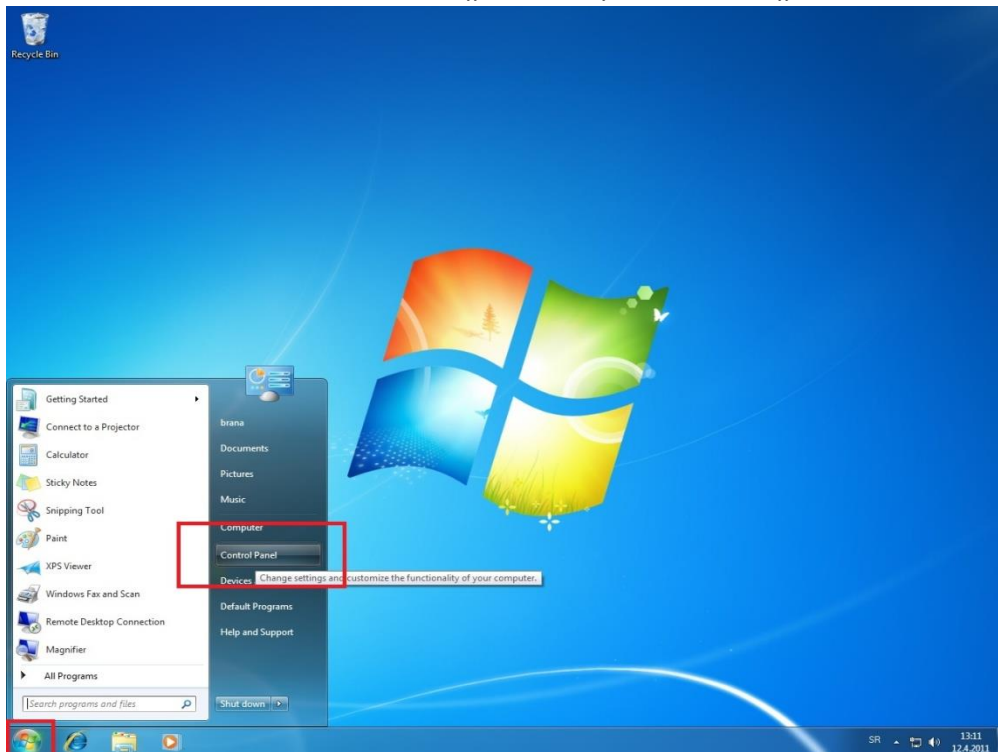 Recycle Bin
Getting Started
Connect to a Projector
Calculator
Sticky Notes
Snipping Tool
Paint
XPS Viewer
Windows Fax and Scan
Remote Desktop Connection
Magnifier
All Programs
Search programs and files
brana
Documents
Pictures
Music
Computer
Control Panel
Devices
Change settings and customize the functionality of your computer.
Default Programs
Help and Support
Shut down
SR
13:11
12.4.2011